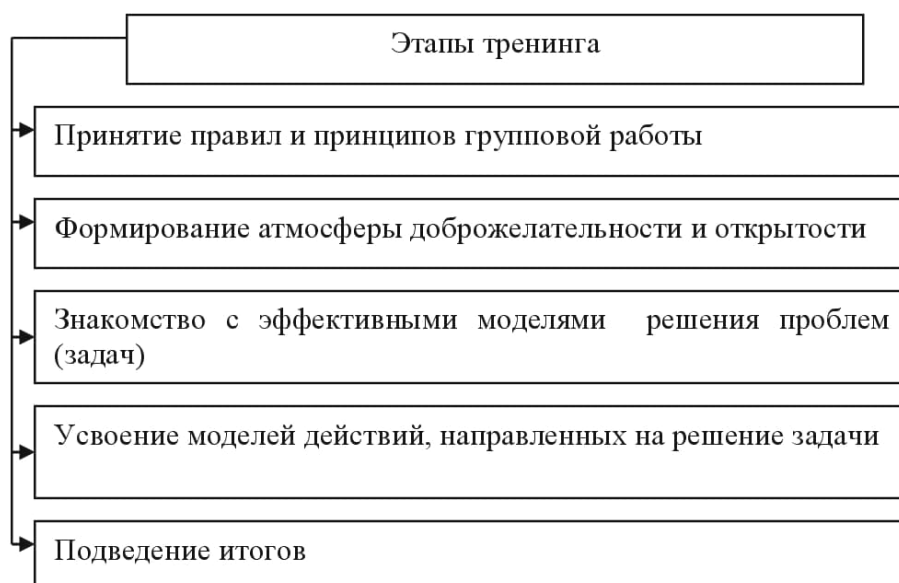 Этапы тренинга
Принятие правил и принципов групповой работы
Формирование атмосферы доброжелательности и открытости
Знакомство с эффективными моделями решения проблем
(задач)
Усвоение моделей действий, направленных на решение задачи
Подведение итогов